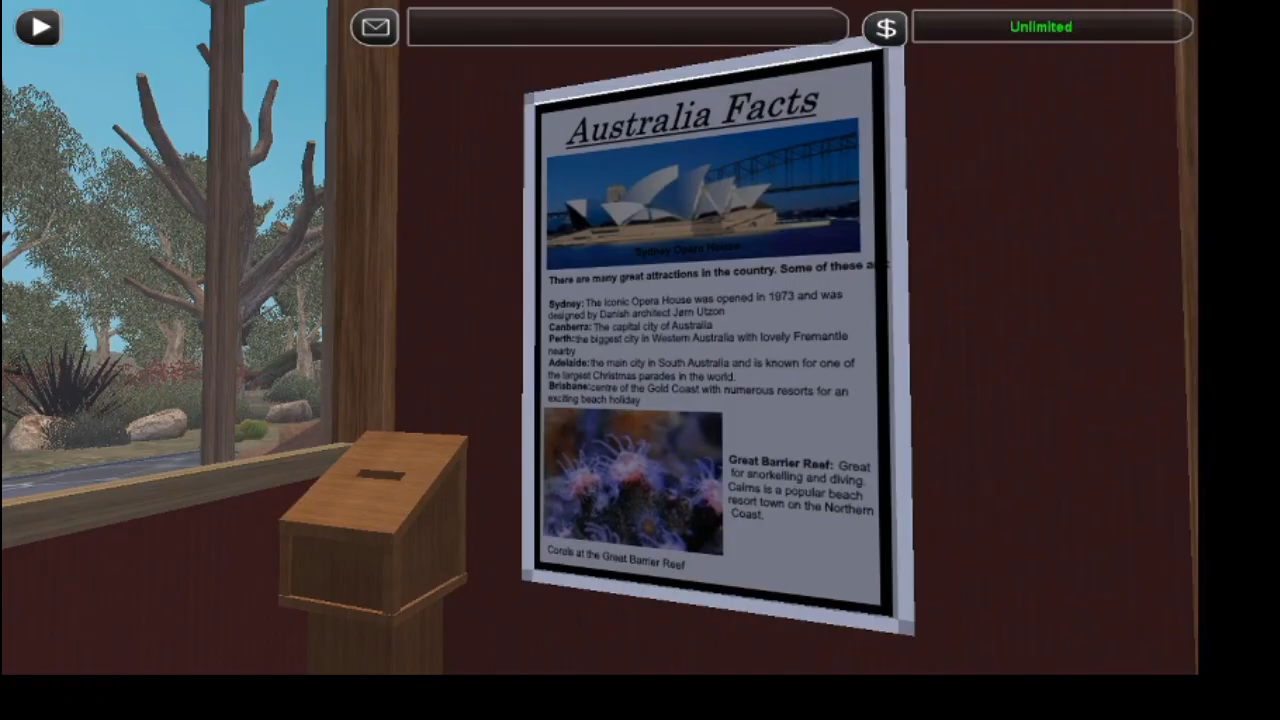 $
Unlimited
Australia Facts
Sydney Opera House
There are many great attractions in the country. Some of these
Sydney: The iconic Opera House was opened in 1973 and was
designed by Danish architect Jørn Utzon
Canberra: The capital city of Australia
Perth:the biggest city in Western Australia with lovely Fremantle
nearby
Adelaide:the main city in South Australia and is known for one of
the largest Christmas parades in the world.
Brisbane:centre of the Gold Coast with numerous resorts for an
exciting beach holiday
Great Barrier Reef: Great
for snorkelling and diving.
Cairns is a popular beach
resort town on the Northern
Coast.
Corals at the Great Barrier Reef